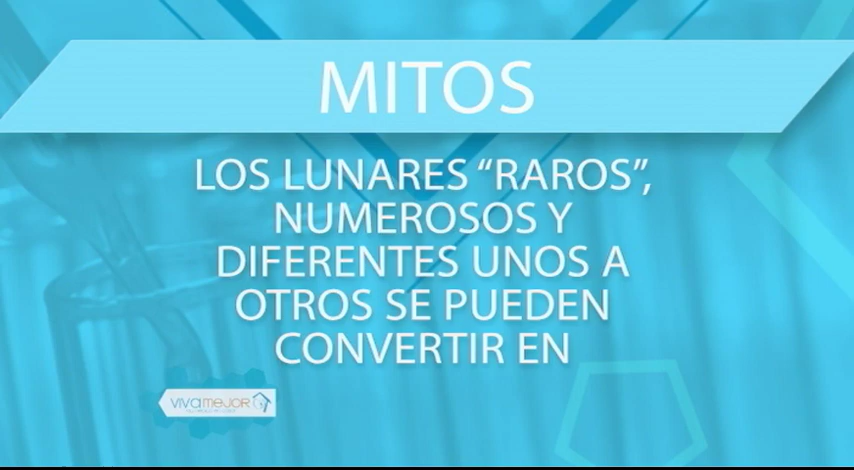 MITOS
LOS LUNARES “RAROS”,
NUMEROSOS Y
DIFERENTES UNOS A
OTROS SE PUEDEN
CONVERTIR EN
VIVAMEJOR